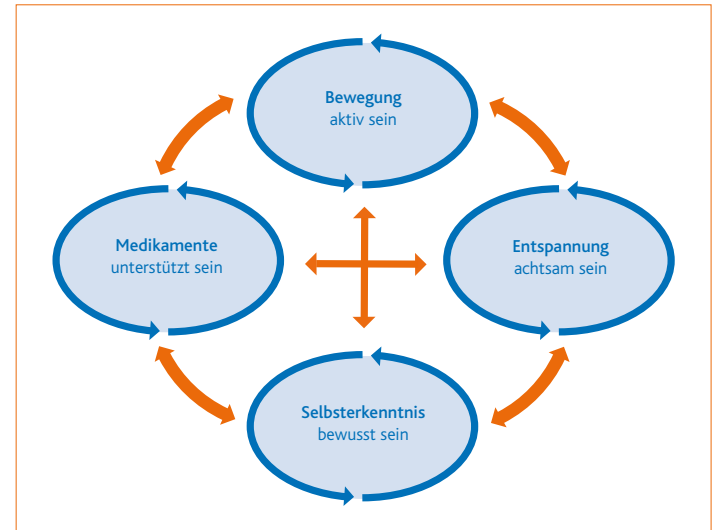 Bewegung
aktiv sein
Medikamente
unterstützt sein
Entspannung
achtsam sein
Selbsterkenntnis
bewusst sein